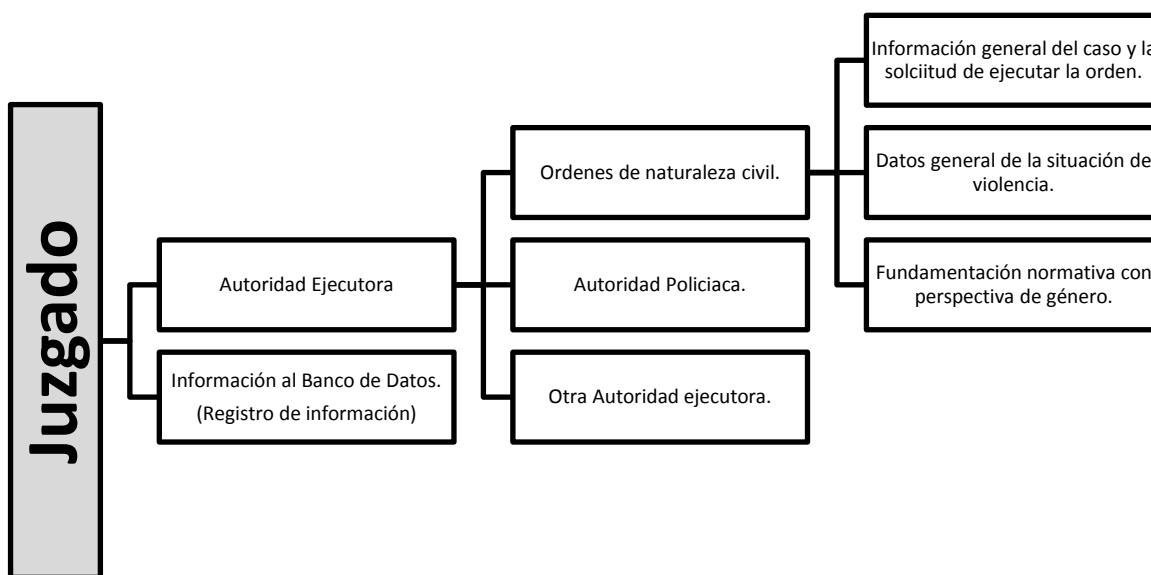 Juzgado
Autoridad Ejecutora
Información al Banco de Datos.
(Registro de información)
Ordenes de naturaleza civil.
Autoridad Policiaca.
Otra Autoridad ejecutora.
Información general del caso y la
solciitud de ejecutar la orden.
Datos general de la situación de
violencia.
Fundamentación normativa con
perspectiva de género.